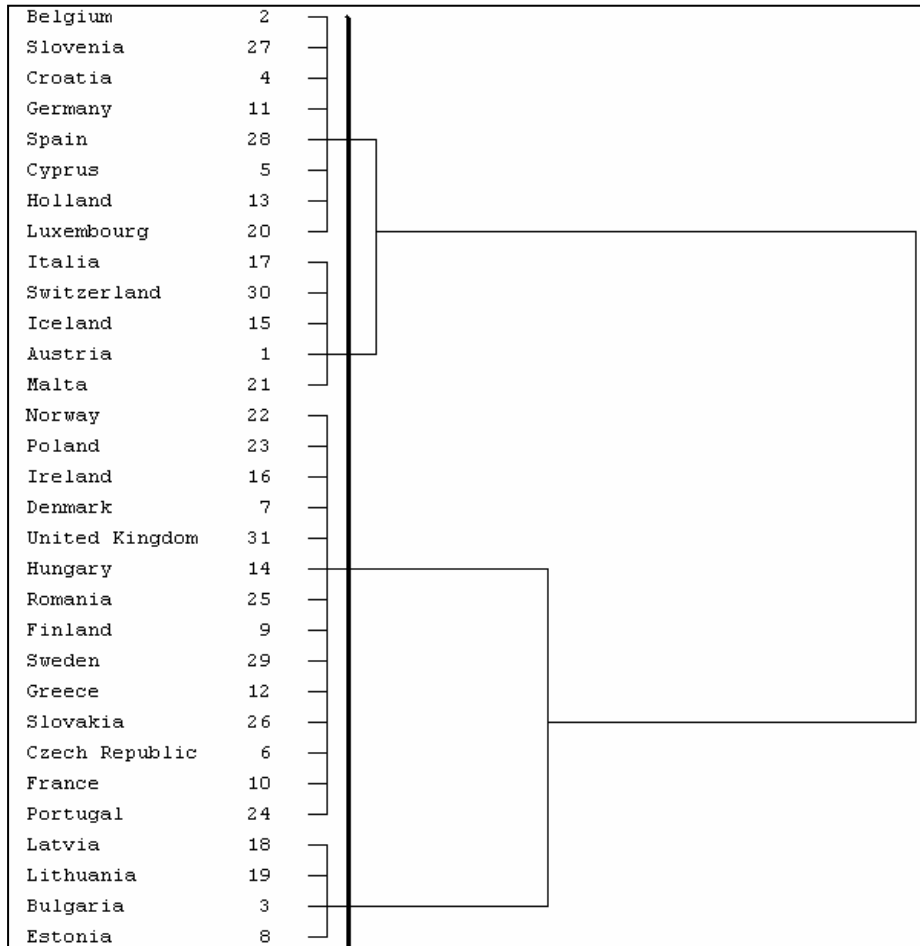 Belgium 2
Slovenia 27
Croatia 4
Germany 11
Spain 28
Cyprus 5
Holland 13
Luxembourg 20
Italia 17
Switzerland 30
Iceland 15
Austria 1
Malta 21
Norway 22
Poland 23
Ireland 16
Denmark 7
United Kingdom 31
Hungary 14
Romania 25
Finland 9
Sweden 29
Greece 12
Slovakia 26
Czech Republic 6
France 10
Portugal 24
Latvia 18
Lithuania 19
Bulgaria 3
Estonia 8